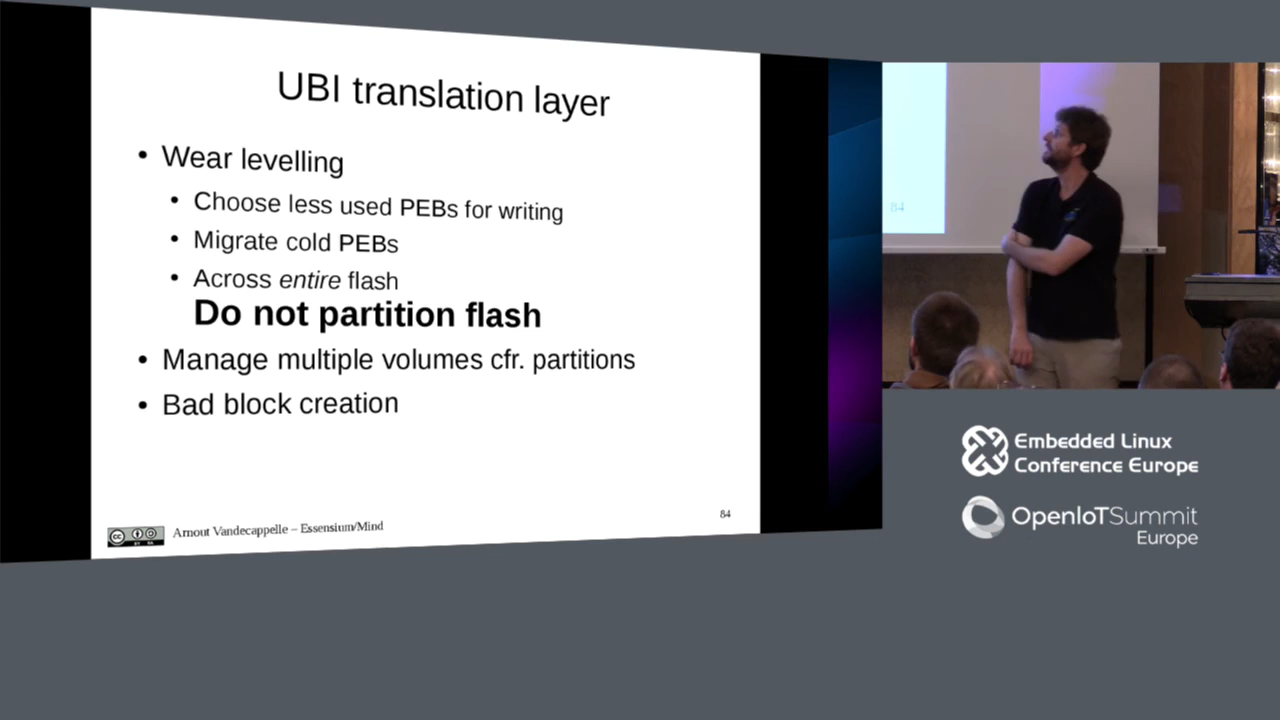 UBI translation layer
• Wear levelling
• Choose less used PEBs for writing
• Migrate cold PEBs
• Across entire flash
Do not partition flash
• Manage multiple volumes cfr. partitions
• Bad block creation
Arnout Vandecappelle – Essensium/Mind
84
84
Embedded Linux
Conference Europe
OpenIoTSummit
Europe